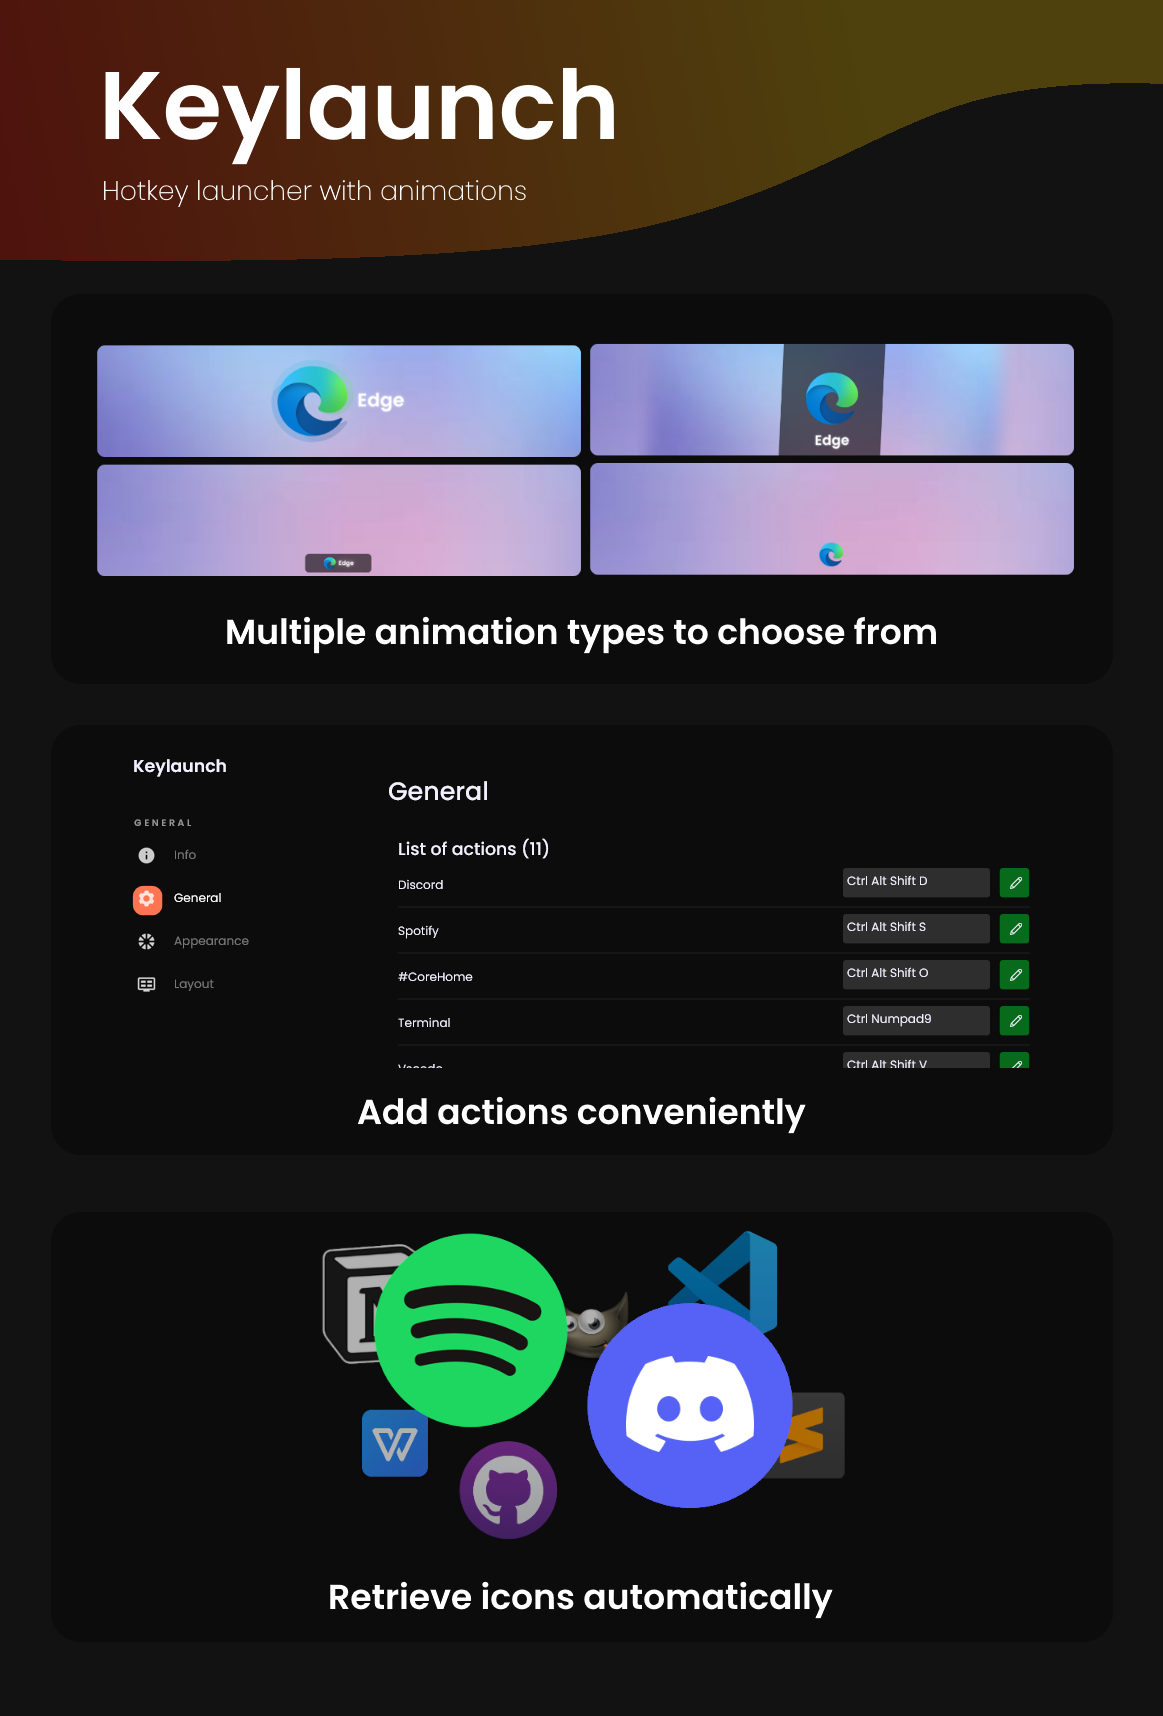 Keylaunch
Hotkey launcher with animations
Edge
Edge
Edge
Multiple animation types to choose from
Keylaunch
GENERAL
Info
General
Appearance
Layout
General
List of actions (11)
Discord
Ctrl Alt Shift D
Spotify
Ctrl Alt Shift S
#CoreHome
Ctrl Alt Shift O
Terminal
Ctrl Numpad9
Vscode
Ctrl Alt Shift V
Add actions conveniently
Retrieve icons automatically